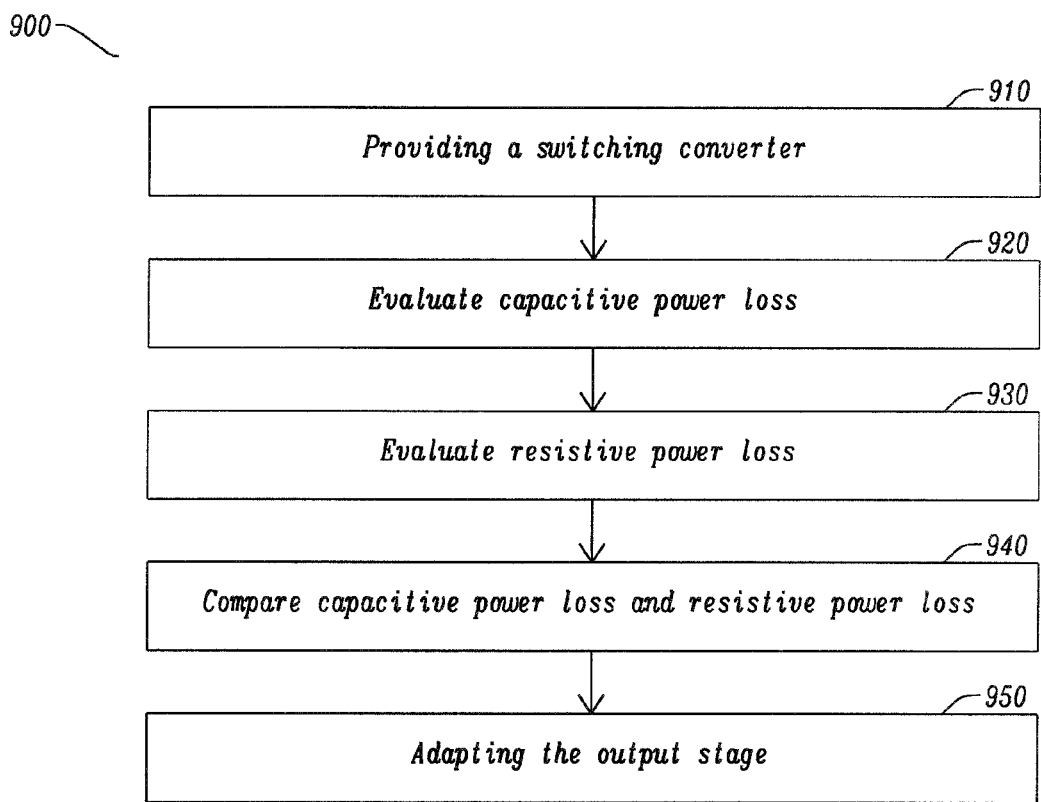 900
910
Providing a switching converter
920
Evaluate capacitive power loss
930
Evaluate resistive power loss
940
Compare capacitive power loss and resistive power loss
950
Adapting the output stage